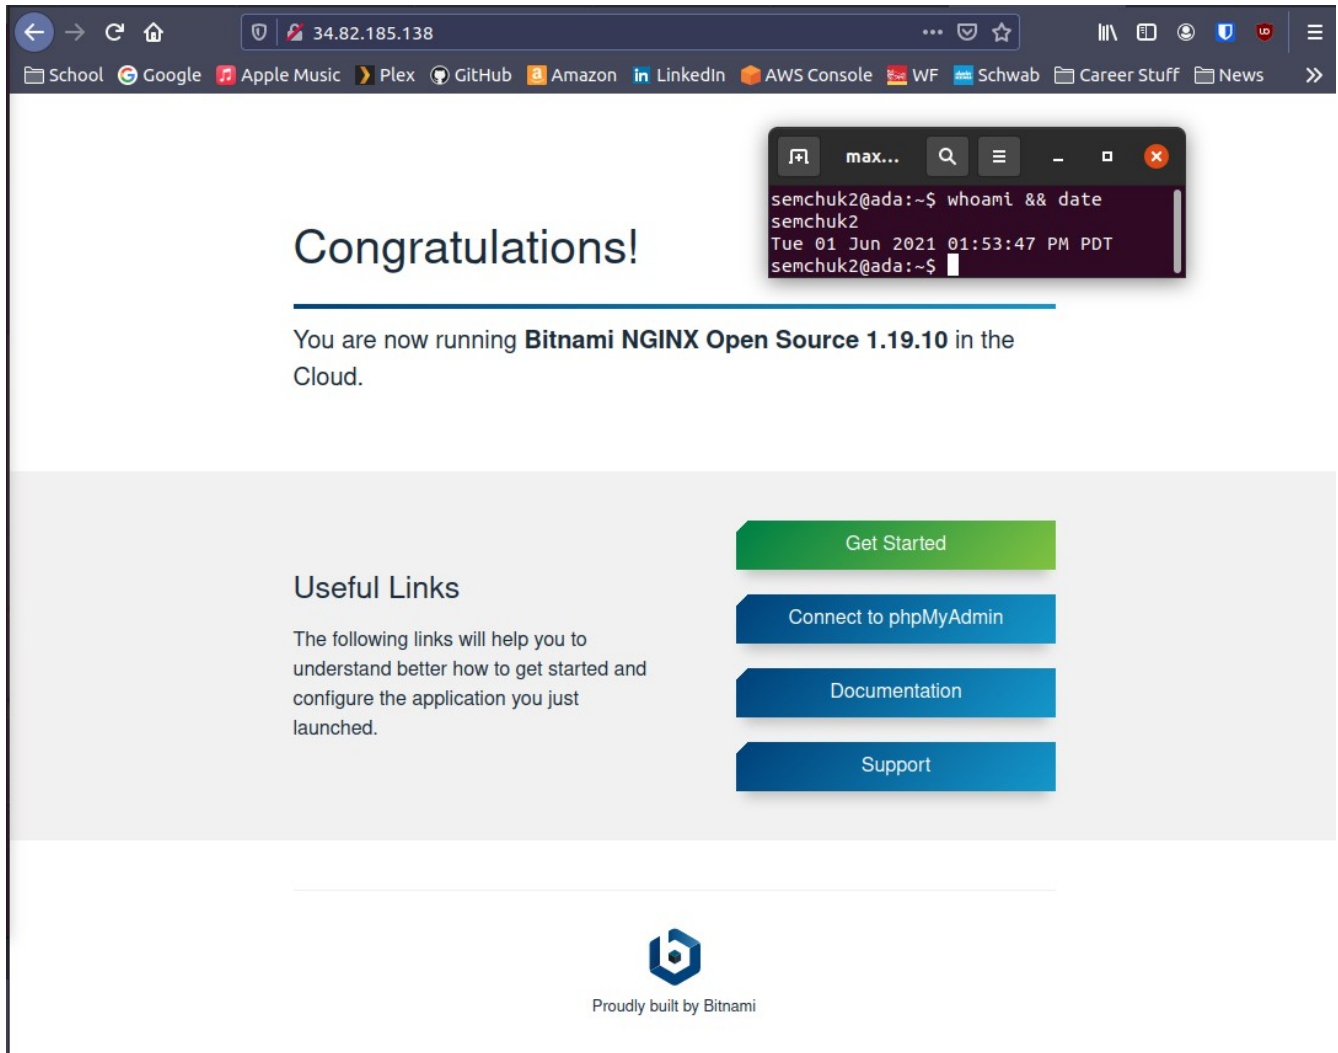 34.82.185.138
School Google Apple Music Plex GitHub Amazon LinkedIn AWS Console WF Schwab Career Stuff News
max...
semchuk2@ada:~$ whoami && date
semchuk2
Tue 01 Jun 2021 01:53:47 PM PDT
semchuk2@ada:~$
Congratulations!
You are now running Bitnami NGINX Open Source 1.19.10 in the
Cloud.
Useful Links
The following links will help you to
understand better how to get started and
configure the application you just
launched.
Get Started
Connect to phpMyAdmin
Documentation
Support
Proudly built by Bitnami